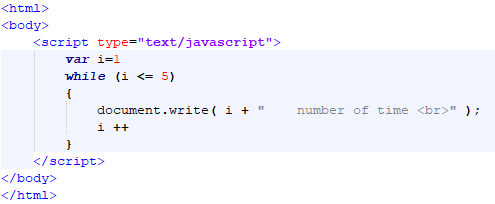 <html>
<body>
    <script type="text/javascript">
        var i=1
        while (i <= 5)
        {
            document.write( i + "    number of time <br>" );
            i ++
        }
    </script>
</body>
</html>